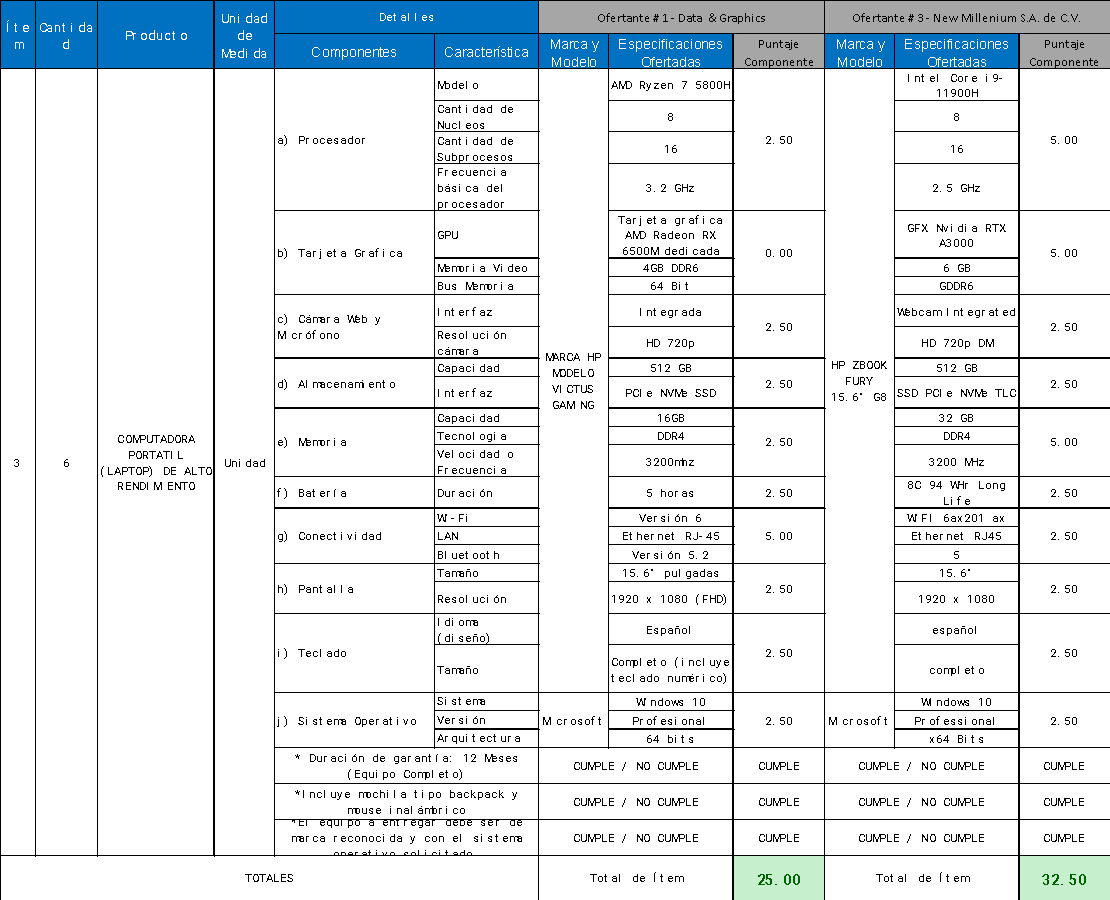 Ítem
Cantidad
Producto
Unidad de Medida
Detalles
Ofertante # 1- Data & Graphics
Ofertante # 3- New Millenium S.A. de C.V.
Componentes
Característica
Marca y Modelo
Especificaciones Ofertadas
Puntaje Componente
Marca y Modelo
Especificaciones Ofertadas
Puntaje Componente
3
6
COMPUTADORA
PORTATIL
(LAPTOP) DE ALTO
RENDIMIENTO
Unidad
a) Procesador
Modelo
MARCA HP
MODELO
VICTUS
GAMING
AMD Ryzen 7 5800H
2.50
HP ZBOOK
FURY
15.6" G8
Intel Core i9-
11900H
5.00
Cantidad de
Nucleos
8
8
Cantidad de
Subprocesos
16
16
Frecuencia
básica del
procesador
3.2 GHz
2.5 GHz
b) Tarjeta Grafica
GPU
Tarjeta grafica
AMD Radeon RX
6500M dedicada
0.00
GFX Nvidia RTX
A3000
5.00
Memoria Video
4GB DDR6
6 GB
Bus Memoria
64 Bit
GDDR6
c) Cámara Web y
Micrófono
Interfaz
Integrada
2.50
Webcam Integrated
2.50
Resolución
cámara
HD 720p
HD 720p DM
d) Almacenamiento
Capacidad
512 GB
2.50
512 GB
2.50
Interfaz
PCIe NVMe SSD
SSD PCIe NVMe TLC
e) Memoria
Capacidad
16GB
2.50
32 GB
5.00
Tecnologia
DDR4
DDR4
Velocidad o
Frecuencia
3200mhz
3200 MHz
f) Batería
Duración
5 horas
2.50
8C 94 WHr Long
Life
2.50
g) Conectividad
Wi-Fi
Versión 6
5.00
WIFI 6ax201 ax
2.50
LAN
Ethernet RJ-45
Ethernet RJ45
Bluetooth
Versión 5.2
5
h) Pantalla
Tamaño
15.6" pulgadas
2.50
15.6"
2.50
Resolución
1920 x 1080 (FHD)
1920 x 1080
i) Teclado
Idioma
(diseño)
Español
2.50
español
2.50
Tamaño
Completo (incluye
teclado numérico)
completo
j) Sistema Operativo
Sistema
Microsoft
Windows 10
2.50
Microsoft
Windows 10
2.50
Versión
Profesional
Professional
Arquitectura
64 bits
x64 Bits
* Duración de garantía: 12 Meses
(Equipo Completo)
CUMPLE / NO CUMPLE
CUMPLE
CUMPLE / NO CUMPLE
CUMPLE
*Incluye mochila tipo backpack y
mouse inalámbrico
CUMPLE / NO CUMPLE
CUMPLE
CUMPLE / NO CUMPLE
CUMPLE
*El equipo a entregar debe ser de
marca reconocida y con el sistema
operativo solicitado
CUMPLE / NO CUMPLE
CUMPLE
CUMPLE / NO CUMPLE
CUMPLE
TOTALES
Total de Ítem
25.00
Total de Ítem
32.50